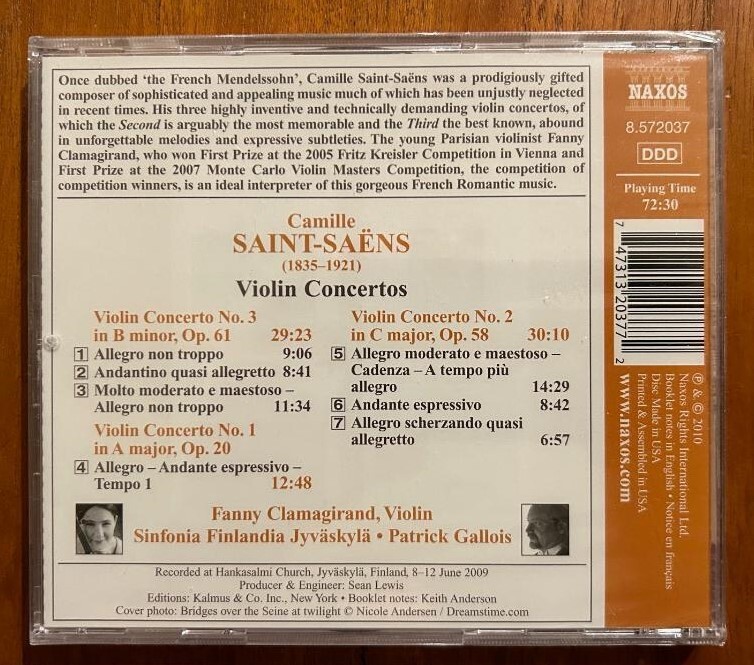 Once dubbed ‘the French Mendelssohn’, Camille Saint-Saëns was a prodigiously gifted
composer of sophisticated and appealing music much of which has been unjustly neglected
in recent times. His three highly inventive and technically demanding violin concertos, of
which the Second is arguably the most memorable and the Third the best known, abound
in unforgettable melodies and expressive subtleties. The young Parisian violinist Fanny
Clamagirand, who won First Prize at the 2005 Fritz Kreisler Competition in Vienna and
First Prize at the 2007 Monte Carlo Violin Masters Competition, the competition of
competition winners, is an ideal interpreter of this gorgeous French Romantic music.
Camille
SAINT-SAËNS
(1835–1921)
Violin Concertos
Violin Concerto No. 3
in B minor, Op. 61 29:23
1 Allegro non troppo 9:06
2 Andantino quasi allegretto 8:41
3 Molto moderato e maestoso –
Allegro non troppo 11:34
Violin Concerto No. 1
in A major, Op. 20
4 Allegro – Andante espressivo –
Tempo 1 12:48
Violin Concerto No. 2
in C major, Op. 58 30:10
5 Allegro moderato e maestoso –
Cadenza – A tempo più
allegro 14:29
6 Andante espressivo 8:42
7 Allegro scherzando quasi
allegretto 6:57
Fanny Clamagirand, Violin
Sinfonia Finlandia Jyväskylä • Patrick Gallois
Recorded at Hankasalmi Church, Jyväskylä, Finland, 8–12 June 2009
Producer & Engineer: Sean Lewis
Editions: Kalmus & Co. Inc., New York • Booklet notes: Keith Anderson
Cover photo: Bridges over the Seine at twilight © Nicole Andersen / Dreamstime.com
NAXOS
8.572037
DDD
Playing Time
72:30
7 47313 20377 2
℗ & © 2010
Naxos Rights International Ltd.
Booklet notes in English • Notice en français
Disc Made in USA
Printed & Assembled in USA
www.naxos.com